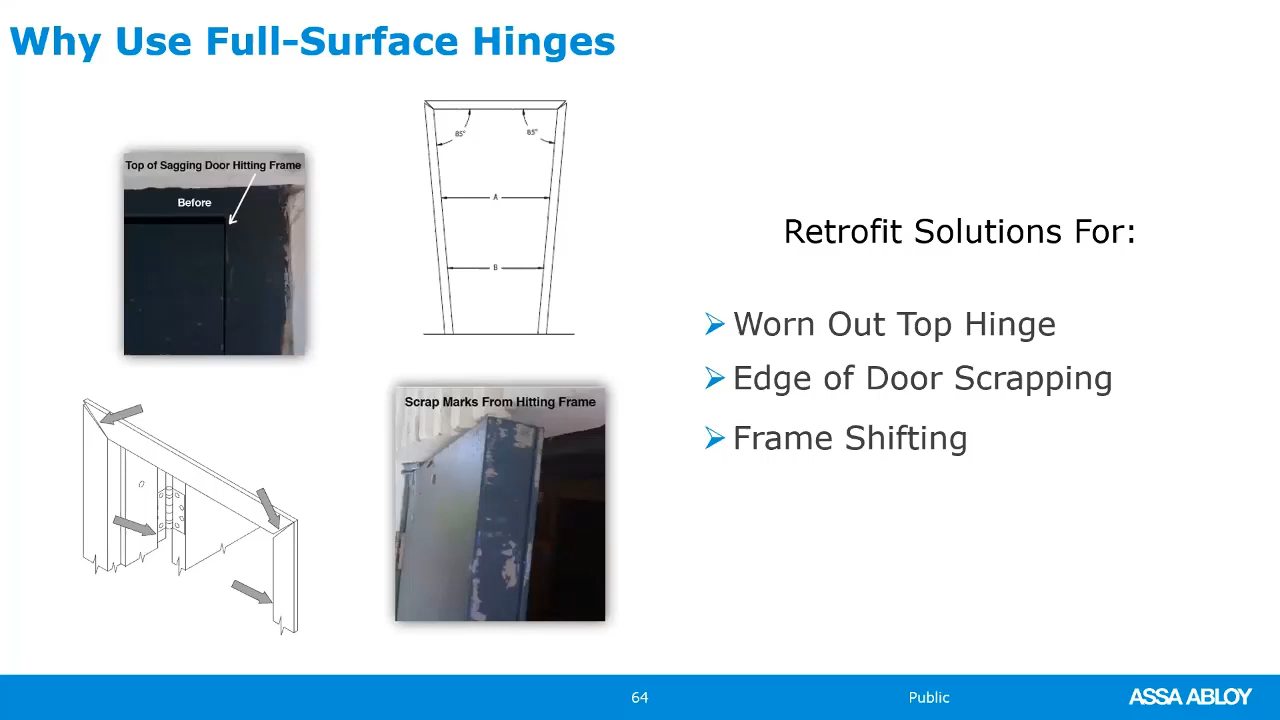 Why Use Full-Surface Hinges
Top of Sagging Door Hitting Frame
Before
85°
85°
A
B
Scrap Marks From Hitting Frame
Retrofit Solutions For:
Worn Out Top Hinge
Edge of Door Scrapping
Frame Shifting
64
Public
ASSA ABLOY